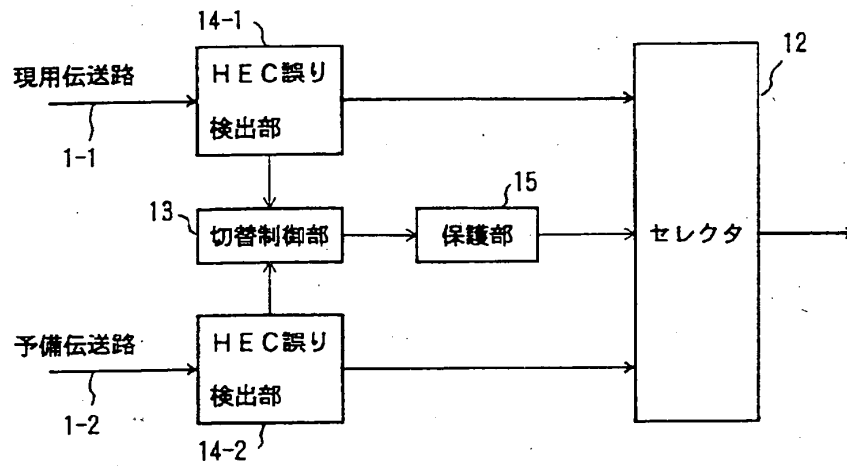 14-1
12
現用伝送路
HEC誤り
検出部
1-1
15
13
切替制御部
保護部
セレクタ
予備伝送路
HEC誤り
検出部
1-2
14-2